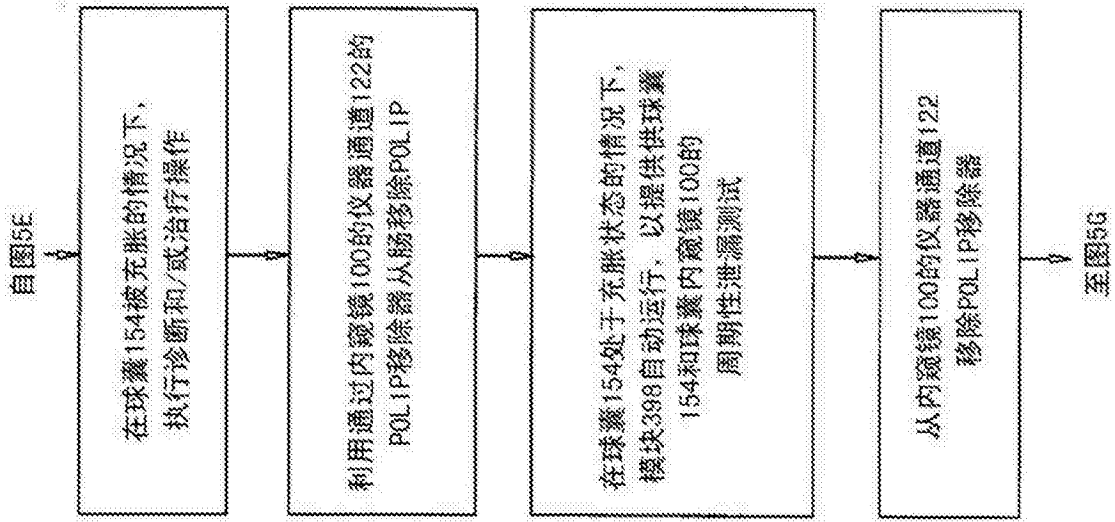 自图5E
在球囊154被充胀的情况下，
执行诊断和/或治疗操作
利用通过内窥镜100的仪器通道122的
POLIP移除器从肠移除POLIP
在球囊154处于充胀状态的情况下，
模块398自动运行，以提供供球囊
154和球囊内窥镜100的
周期性泄漏测试
从内窥镜100的仪器通道122
移除POLIP移除器
至图5G